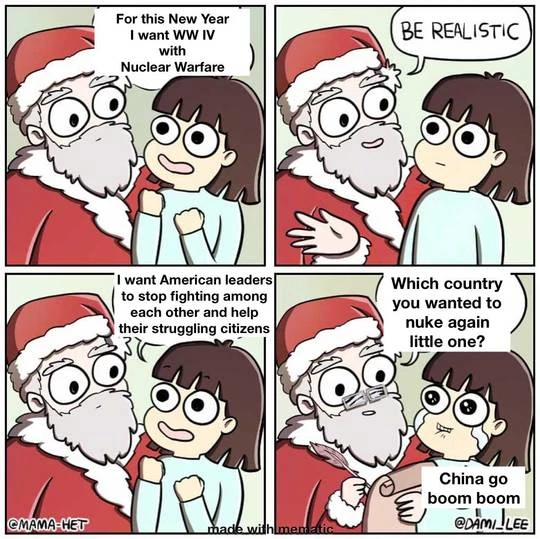 For this New Year
I want WW IV
with
Nuclear Warfare
BE REALISTIC
I want American leaders
to stop fighting among
each other and help
their struggling citizens
Which country
you wanted to
nuke again
little one?
China go
boom boom
@MAMA-HET
made with mematic
@DAMI_LEE